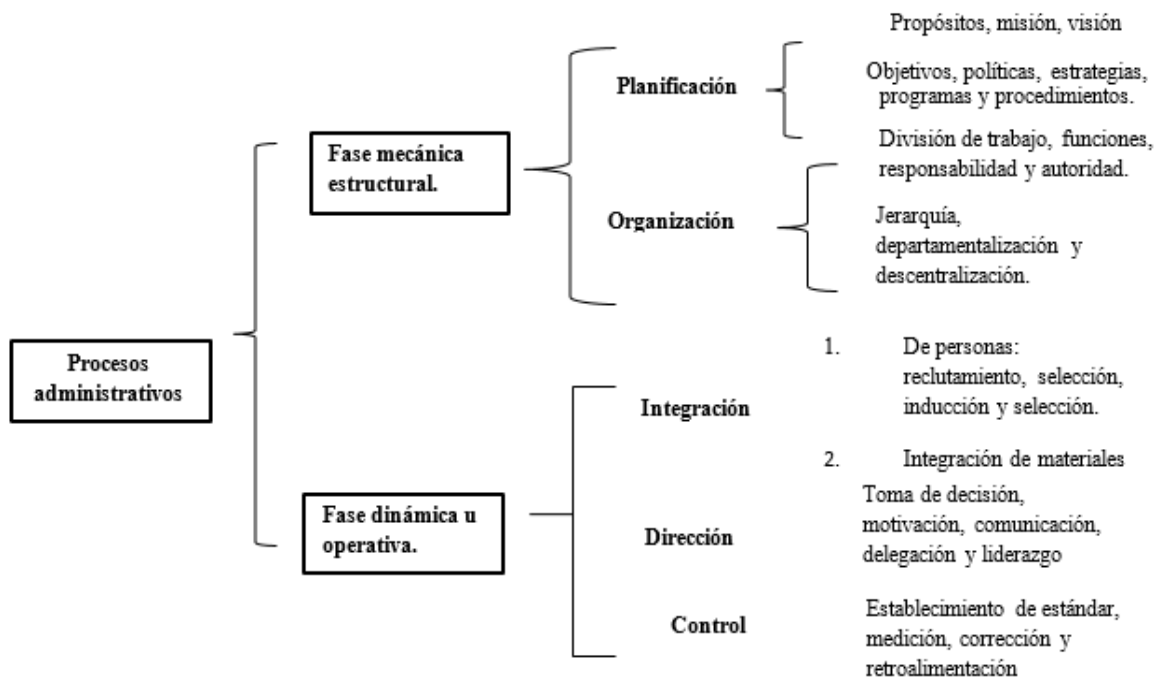 Procesos
administrativos
Fase mecánica
estructural.
Planificación
Propósitos, misión, visión
Objetivos, políticas, estrategias,
programas y procedimientos.
Organización
División de trabajo, funciones,
responsabilidad y autoridad.
Jerarquía,
departamentalización y
descentralización.
Fase dinámica u
operativa.
Integración
1. De personas:
reclutamiento, selección,
inducción y selección.
2. Integración de materiales
Dirección
Toma de decisión,
motivación, comunicación,
delegación y liderazgo
Control
Establecimiento de estándar,
medición, corrección y
retroalimentación